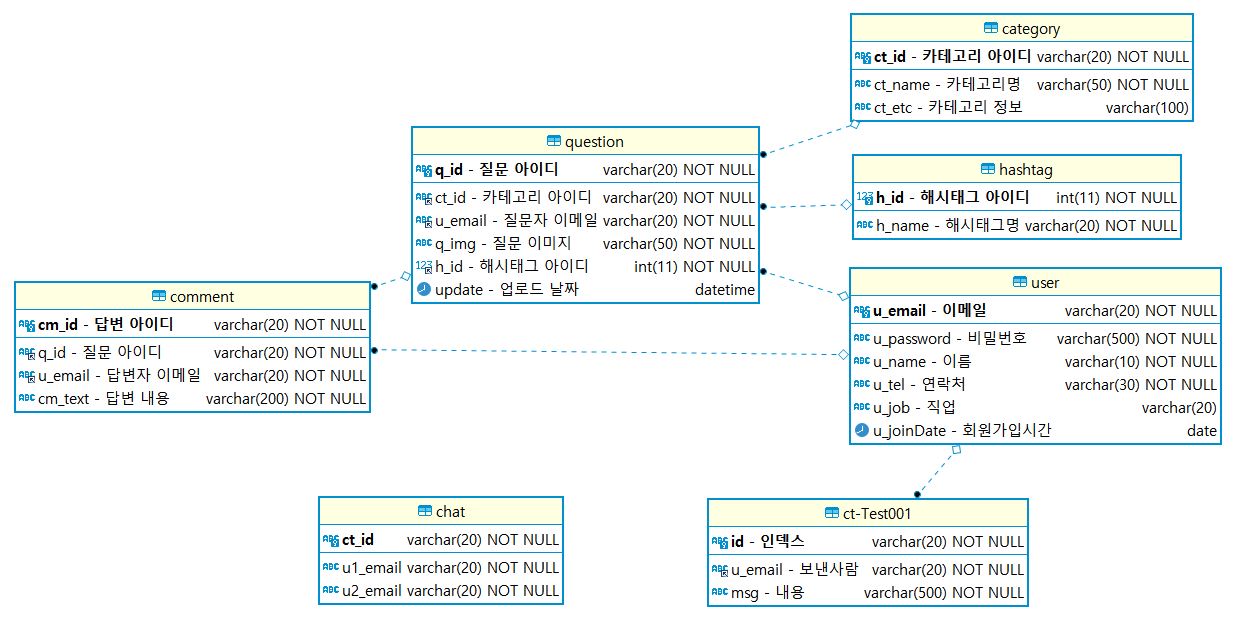 category
ct_id - 카테고리 아이디 varchar(20) NOT NULL
ct_name - 카테고리명 varchar(50) NOT NULL
ct_etc - 카테고리 정보 varchar(100)
question
q_id - 질문 아이디 varchar(20) NOT NULL
ct_id - 카테고리 아이디 varchar(20) NOT NULL
u_email - 질문자 이메일 varchar(20) NOT NULL
q_img - 질문 이미지 varchar(50) NOT NULL
h_id - 해시태그 아이디 int(11) NOT NULL
update - 업로드 날짜 datetime
hashtag
h_id - 해시태그 아이디 int(11) NOT NULL
h_name - 해시태그명 varchar(20) NOT NULL
comment
cm_id - 답변 아이디 varchar(20) NOT NULL
q_id - 질문 아이디 varchar(20) NOT NULL
u_email - 답변자 이메일 varchar(20) NOT NULL
cm_text - 답변 내용 varchar(200) NOT NULL
user
u_email - 이메일 varchar(20) NOT NULL
u_password - 비밀번호 varchar(500) NOT NULL
u_name - 이름 varchar(10) NOT NULL
u_tel - 연락처 varchar(30) NOT NULL
u_job - 직업 varchar(20)
u_joinDate - 회원가입시간 date
chat
ct_id varchar(20) NOT NULL
u1_email varchar(20) NOT NULL
u2_email varchar(20) NOT NULL
ct-Test001
id - 인덱스 varchar(20) NOT NULL
u_email - 보낸사람 varchar(20) NOT NULL
msg - 내용 varchar(500) NOT NULL